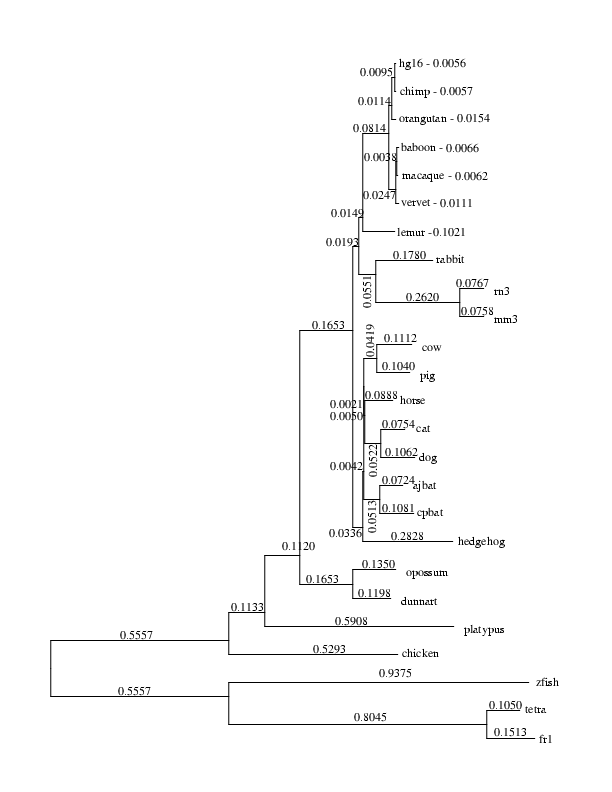 hg16 - 0.0056
0.0095
chimp - 0.0057
0.0114
orangutan - 0.0154
0.0814
baboon - 0.0066
0.0038
macaque - 0.0062
0.0247
vervet - 0.0111
0.0149
lemur - 0.1021
0.0193
0.1780
rabbit
0.0551
0.0767
rn3
0.2620
0.0758
mm3
0.1653
0.0419
0.1112
cow
0.1040
pig
0.0888
horse
0.0021
0.0050
0.0754
cat
0.0522
0.1062
dog
0.0042
0.0724
ajbat
0.0513
0.1081
cpbat
0.0336
0.2828
hedgehog
0.1120
0.1350
opossum
0.1653
0.1198
dunnart
0.1133
0.5908
platypus
0.5557
0.5293
chicken
0.9375
zfish
0.5557
0.1050
tetra
0.8045
0.1513
fr1